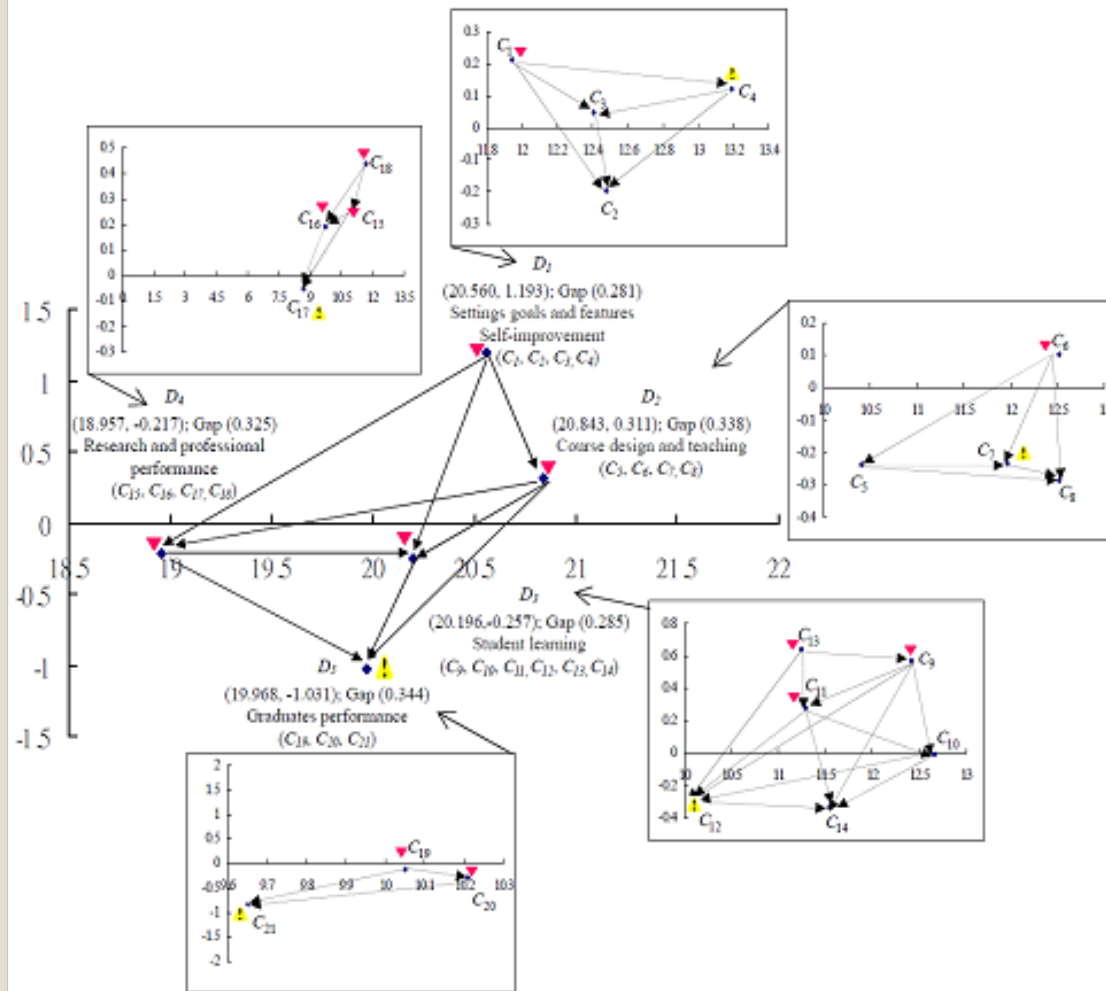 0.3
0.2
0.1
0
-0.1
-0.2
-0.3
11.8 12 12.2 12.4 12.6 12.8 13 13.2 13.4
C1
C3
C4
C2
0.5
0.4
0.3
0.2
0.1
0
-0.1
-0.2
-0.3
0 1.5 3 4.5 6 7.5 9 10.5 12 13.5
C18
C16
C15
C17
D1
(20.560, 1.193); Gap (0.281)
Settings goals and features
Self-improvement
(C1, C2, C3, C4)
0.2
0.1
0
-0.1
-0.2
-0.3
-0.4
10 10.5 11 11.5 12 12.5
C6
C7
C5
C8
D4
(18.957, -0.217); Gap (0.325)
Research and professional
performance
(C15, C16, C17, C18)
D2
(20.843, 0.311); Gap (0.338)
Course design and teaching
(C5, C6, C7, C8)
1.5
1
0.5
0
-0.5
-1
-1.5
18.5 19 19.5 20 20.5 21 21.5 22
D3
(20.196,-0.257); Gap (0.285)
Student learning
(C9, C10, C11, C12, C13, C14)
0.8
0.6
0.4
0.2
0
-0.2
-0.4
10 10.5 11 11.5 12 12.5 13
C13
C9
C11
C10
C12
C14
D5
(19.968, -1.031); Gap (0.344)
Graduates performance
(C19, C20, C21)
2
1.5
1
0.5
0
-0.5
-1
-1.5
-2
9.6 9.7 9.8 9.9 10.0 10.1 10.2 10.3
C19
C20
C21